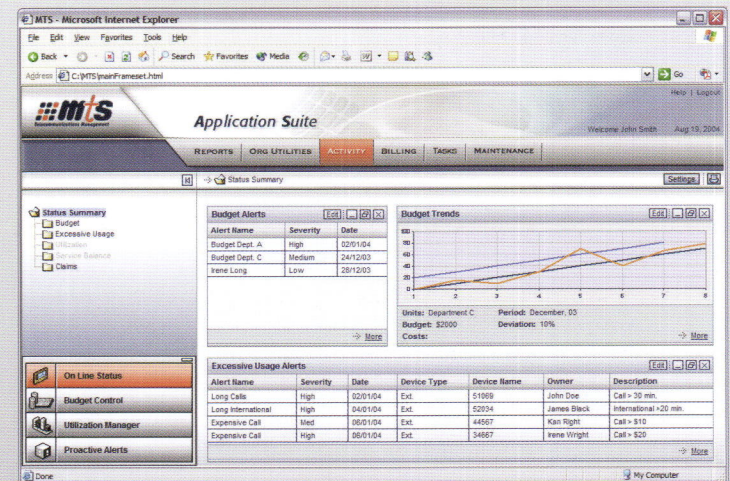 MTS - Microsoft Internet Explorer
File Edit View Favorites Tools Help
Back Search Favorites Media
Address C:\MTS\mainFrameset.html Go
Help | Logout
mts
Telecommunication Management
Application Suite
Welcome John Smith Aug 19, 2004
REPORTS ORG UTILITIES ACTIVITY BILLING TASKS MAINTENANCE
Status Summary Settings
Status Summary
Budget
Excessive Usage
Utilization
Service Balance
Claims
Budget Alerts Edit
Alert Name Severity Date
Budget Dept. A High 02/01/04
Budget Dept. C Medium 24/12/03
Irene Long Low 28/12/03
More
Budget Trends Edit
100
80
60
40
20
0
1 2 3 4 5 6 7 8
Units: Department C Period: December, 03
Budget: $2000 Deviation: 10%
Costs:
More
On Line Status
Budget Control
Utilization Manager
Proactive Alerts
Excessive Usage Alerts Edit
Alert Name Severity Date Device Type Device Name Owner Description
Long Calls High 02/01/04 Ext. 51069 John Doe Call > 30 min.
Long International High 04/01/04 Ext. 52034 James Black International >20 min.
Expensive Call Med 06/01/04 Ext. 44567 Kan Right Call > $10
Expensive Call High 06/01/04 Ext. 34667 Irene Wright Call > $20
More
Done My Computer